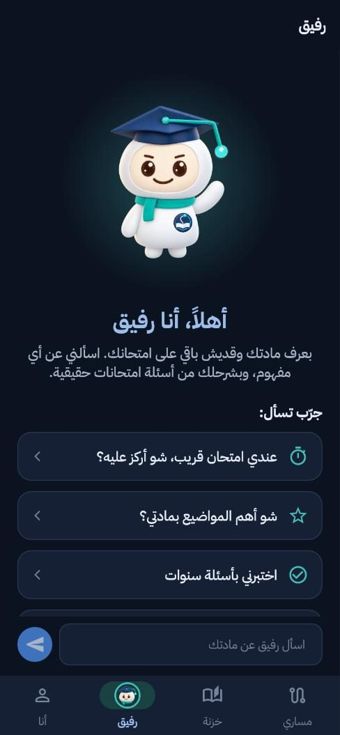 رفيق
أهلاً، أنا رفيق
بعرف مادتك وقديش باقي على امتحانك. اسألني عن أي
مفهوم، وبشرحلك من أسئلة امتحانات حقيقية.
جرّب تسأل:
عندي امتحان قريب، شو أركز عليه؟
شو أهم المواضيع بمادتي؟
اختبرني بأسئلة سنوات
اسأل رفيق عن مادتك
مساري
خزنة
رفيق
أنا